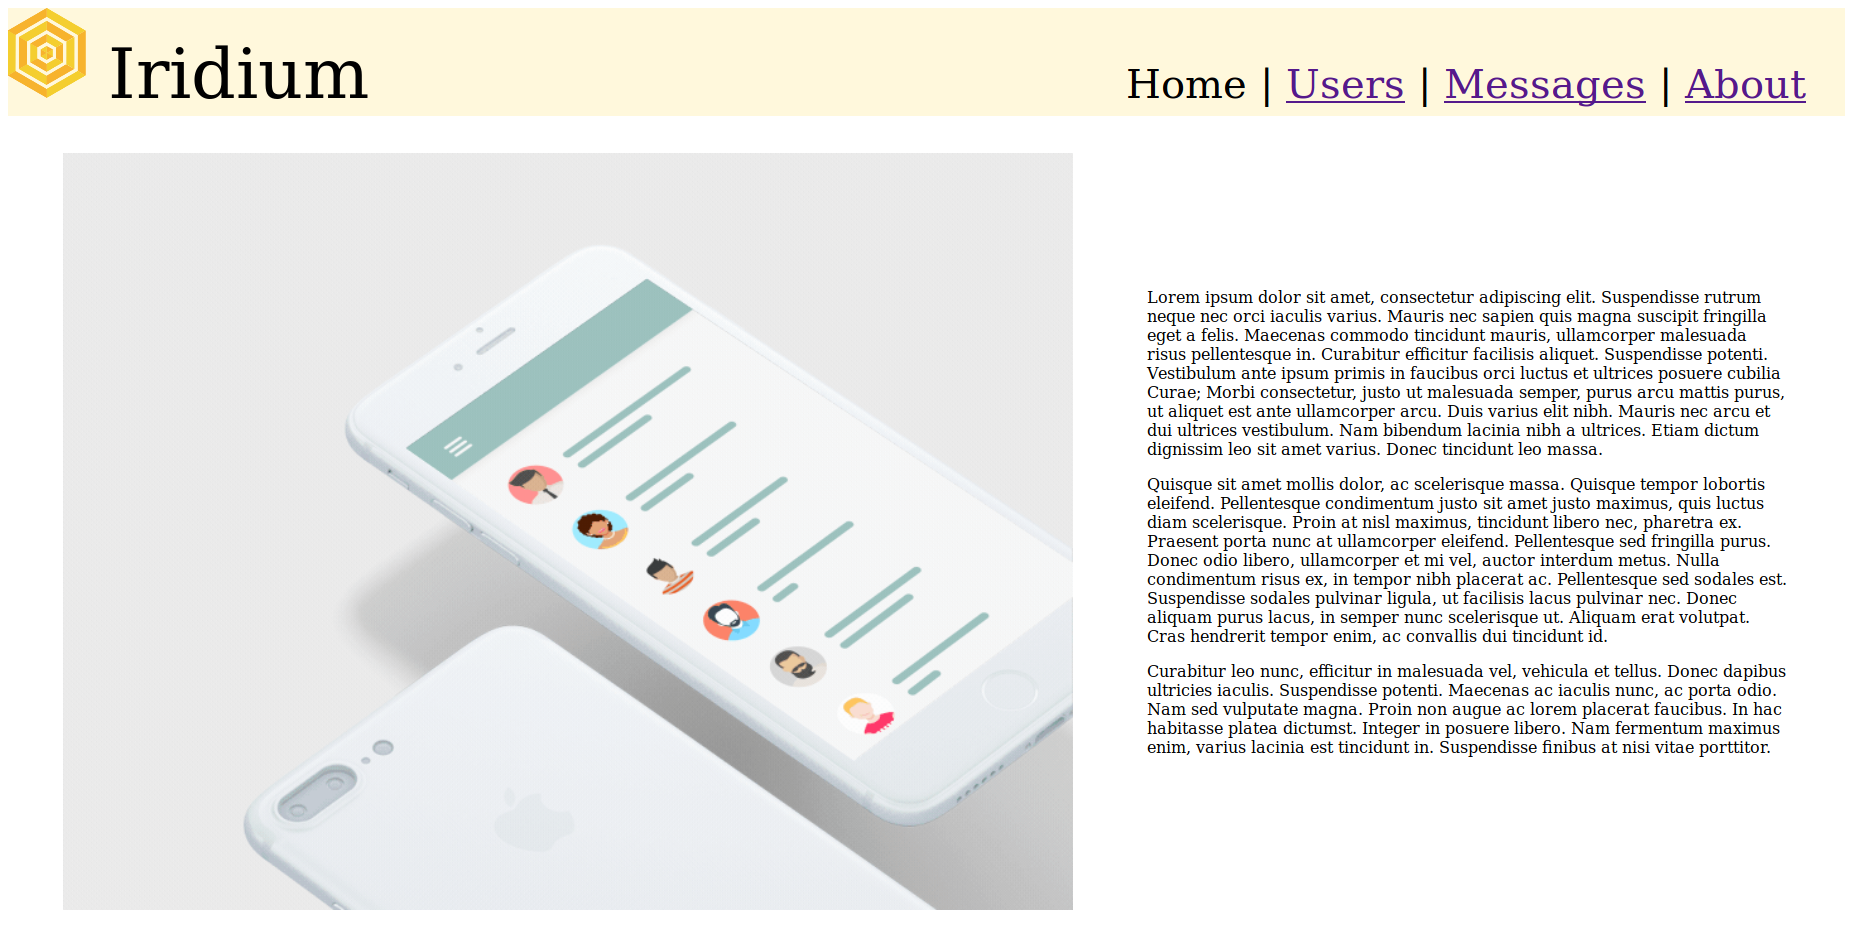 Iridium
Home | Users | Messages | About
Lorem ipsum dolor sit amet, consectetur adipiscing elit. Suspendisse rutrum
neque nec orci iaculis varius. Mauris nec sapien quis magna suscipit fringilla
eget a felis. Maecenas commodo tincidunt mauris, ullamcorper malesuada
risus pellentesque in. Curabitur efficitur facilisis aliquet. Suspendisse potenti.
Vestibulum ante ipsum primis in faucibus orci luctus et ultrices posuere cubilia
Curae; Morbi consectetur, justo ut malesuada semper, purus arcu mattis purus,
ut aliquet est ante ullamcorper arcu. Duis varius elit nibh. Mauris nec arcu et
dui ultrices vestibulum. Nam bibendum lacinia nibh a ultrices. Etiam dictum
dignissim leo sit amet varius. Donec tincidunt leo massa.
Quisque sit amet mollis dolor, ac scelerisque massa. Quisque tempor lobortis
eleifend. Pellentesque condimentum justo sit amet justo maximus, quis luctus
diam scelerisque. Proin at nisl maximus, tincidunt libero nec, pharetra ex.
Praesent porta nunc at ullamcorper eleifend. Pellentesque sed fringilla purus.
Donec odio libero, ullamcorper et mi vel, auctor interdum metus. Nulla
condimentum risus ex, in tempor nibh placerat ac. Pellentesque sed sodales est.
Suspendisse sodales pulvinar ligula, ut facilisis lacus pulvinar nec. Donec
aliquam purus lacus, in semper nunc scelerisque ut. Aliquam erat volutpat.
Cras hendrerit tempor enim, ac convallis dui tincidunt id.
Curabitur leo nunc, efficitur in malesuada vel, vehicula et tellus. Donec dapibus
ultricies iaculis. Suspendisse potenti. Maecenas ac iaculis nunc, ac porta odio.
Nam sed vulputate magna. Proin non augue ac lorem placerat faucibus. In hac
habitasse platea dictumst. Integer in posuere libero. Nam fermentum maximus
enim, varius lacinia est tincidunt in. Suspendisse finibus at nisi vitae porttitor.